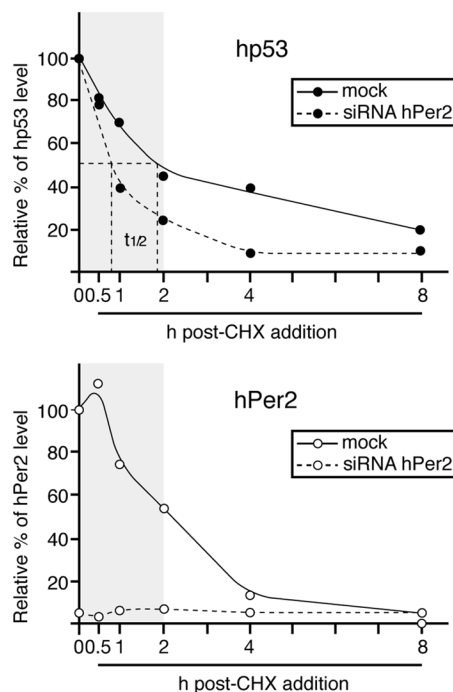 hp53
Relative % of hp53 level
100
80
60
40
20
mock
siRNA hPer2
t1/2
0 0.5 1 2 4 8
h post-CHX addition
hPer2
Relative % of hPer2 level
100
80
60
40
20
mock
siRNA hPer2
0 0.5 1 2 4 8
h post-CHX addition